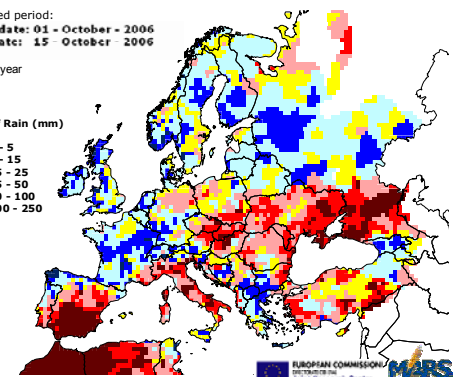 ed period:
date: 01 - October - 2006
ate: 15 - October - 2006
year
Rain (mm)
- 5
- 15
- 25
- 50
- 100
0 - 250
EUROPEAN COMMISSION
MARS